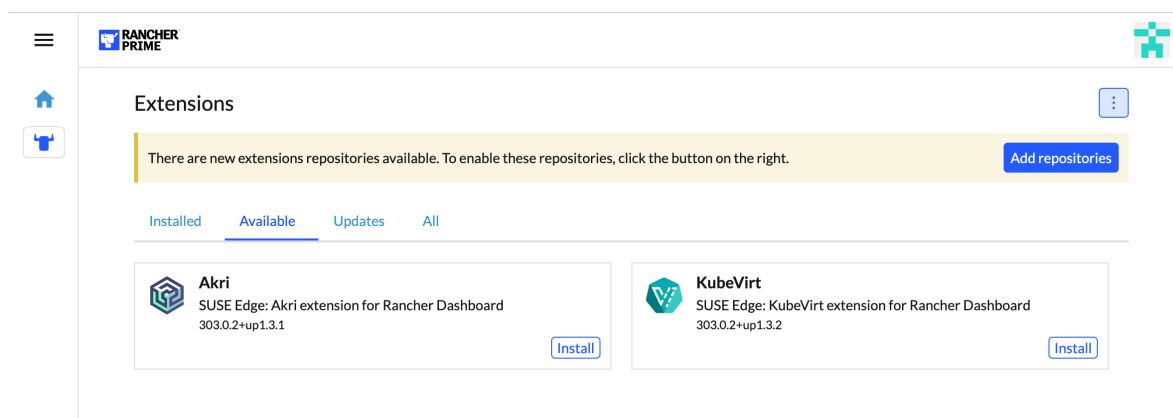 RANCHER
PRIME
Extensions
There are new extensions repositories available. To enable these repositories, click the button on the right.
Add repositories
Installed Available Updates All
Akri
SUSE Edge: Akri extension for Rancher Dashboard
303.0.2+up1.3.1
Install
KubeVirt
SUSE Edge: KubeVirt extension for Rancher Dashboard
303.0.2+up1.3.2
Install